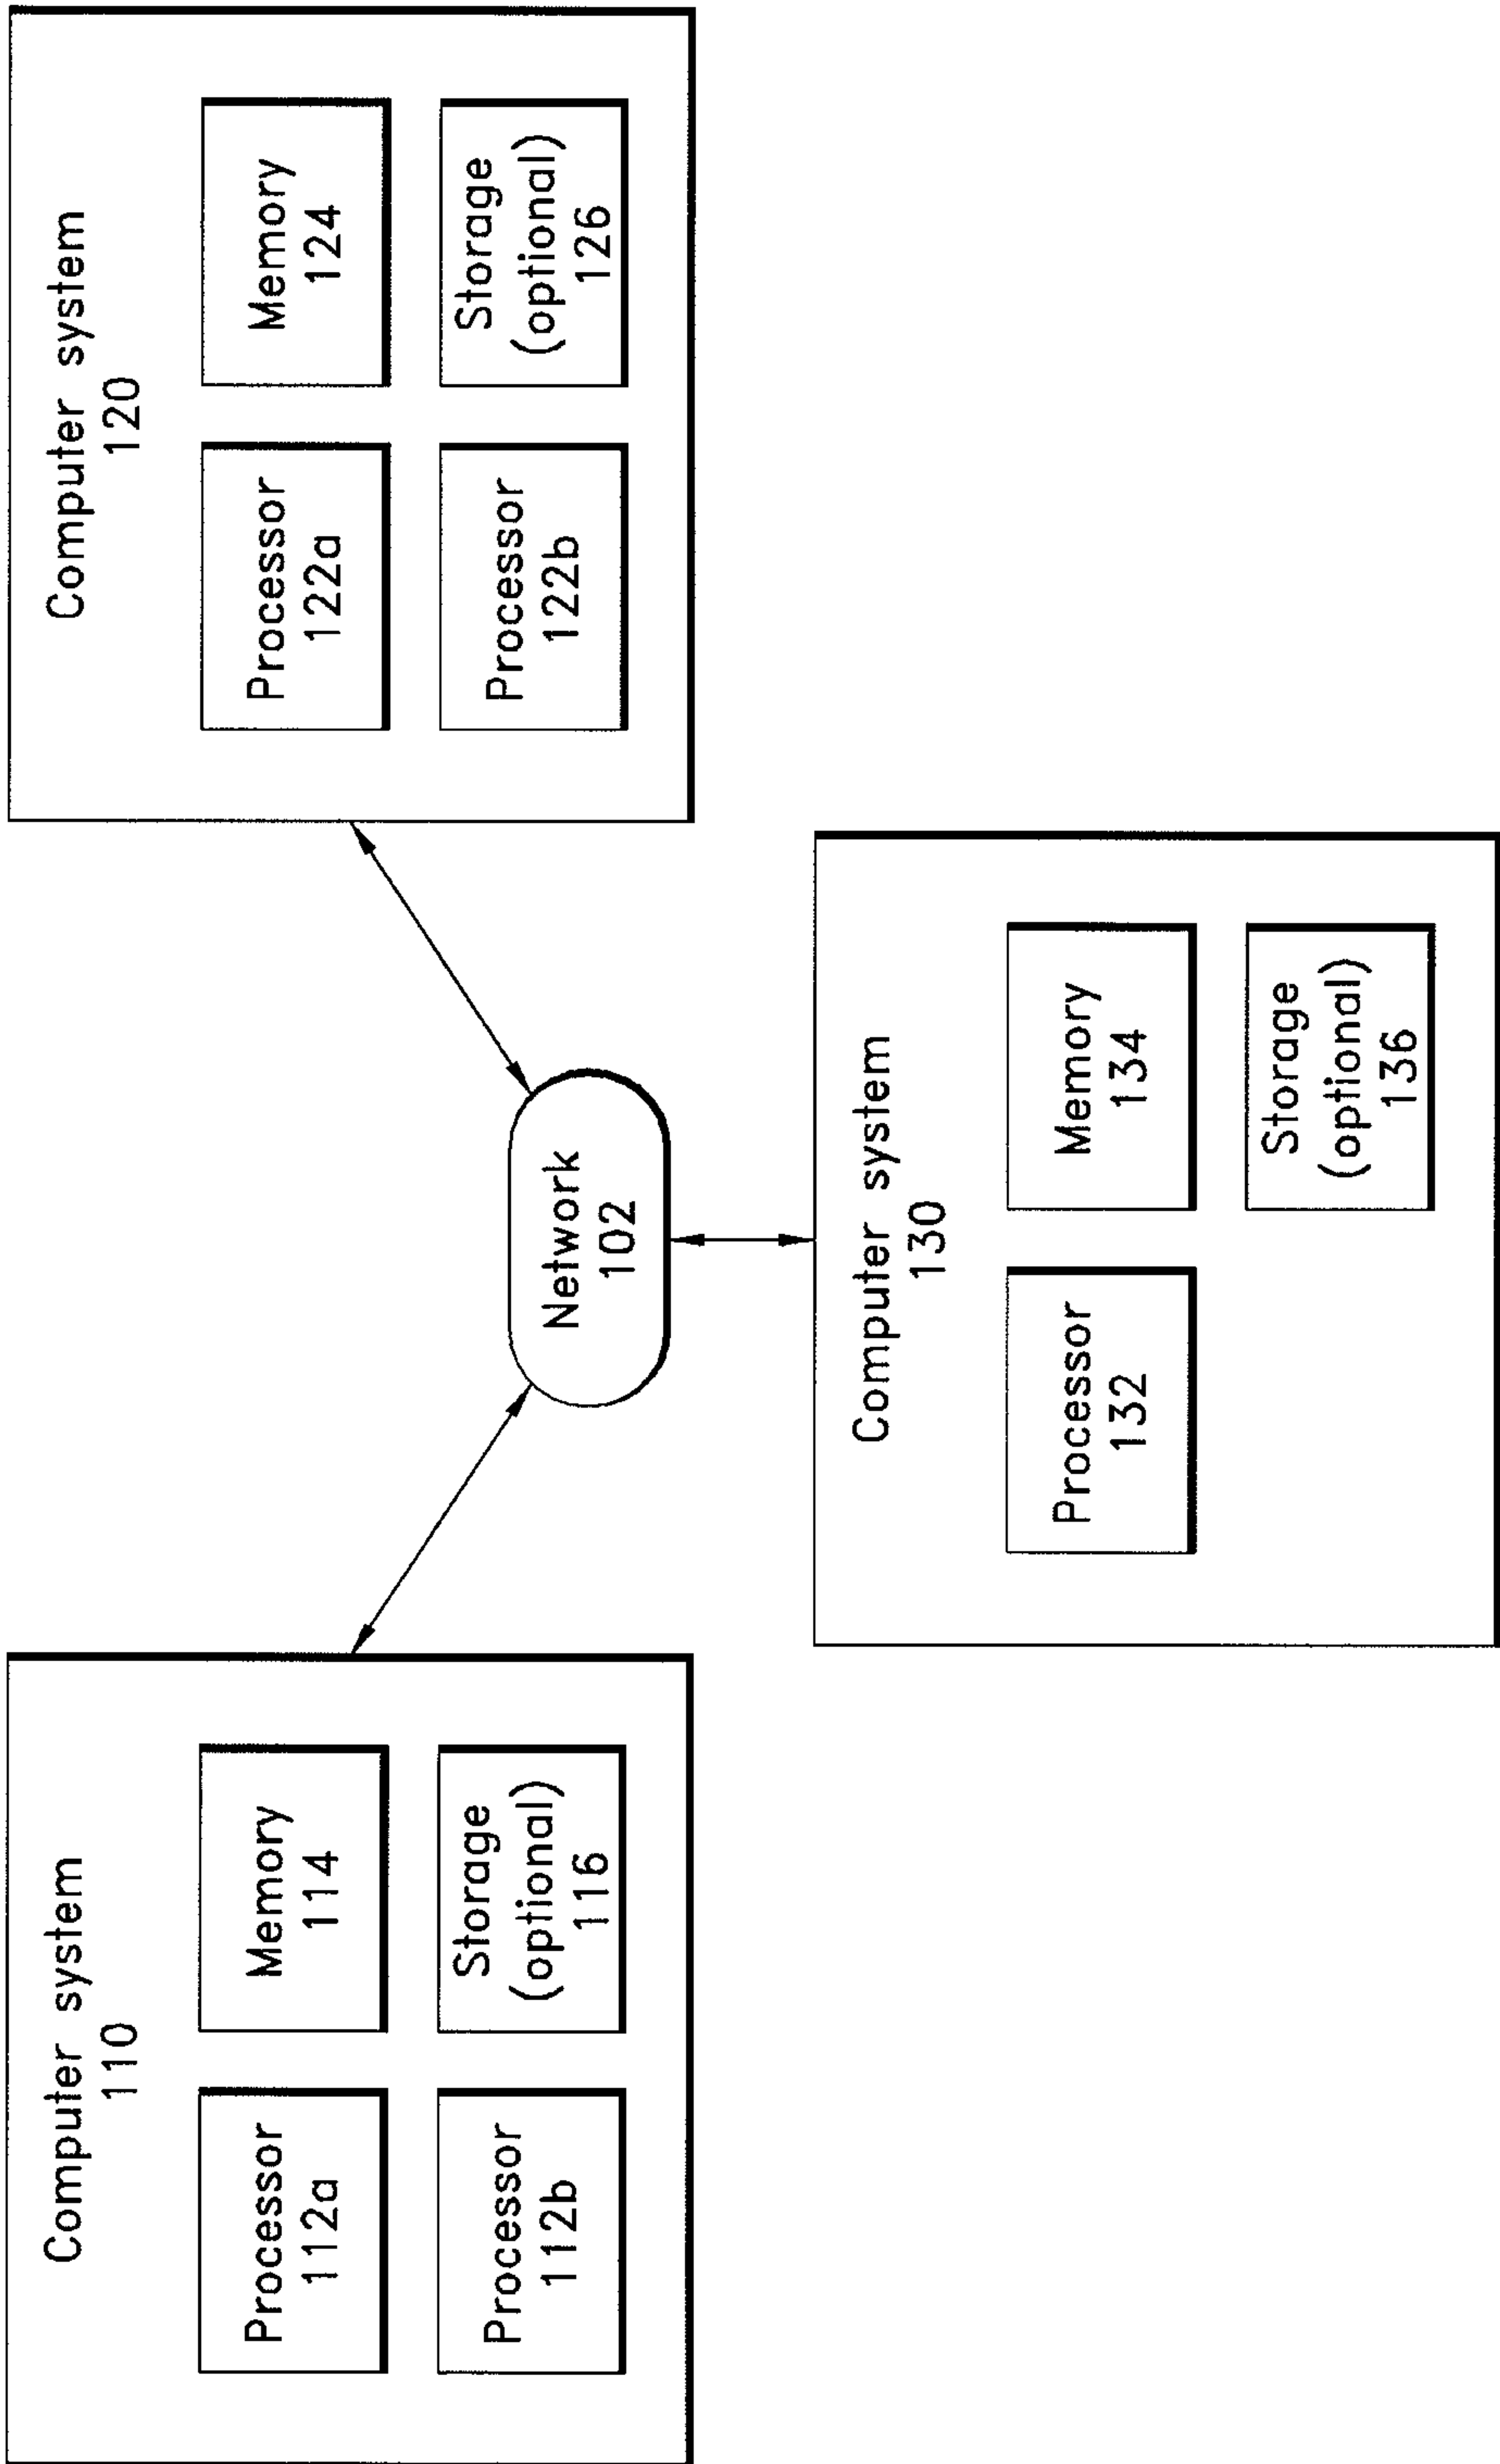 Computer system
110
Processor
112a
Memory
114
Processor
112b
Storage
(optional)
116
Network
102
Computer system
120
Processor
122a
Memory
124
Processor
122b
Storage
(optional)
126
Computer system
130
Processor
132
Memory
134
Storage
(optional)
136